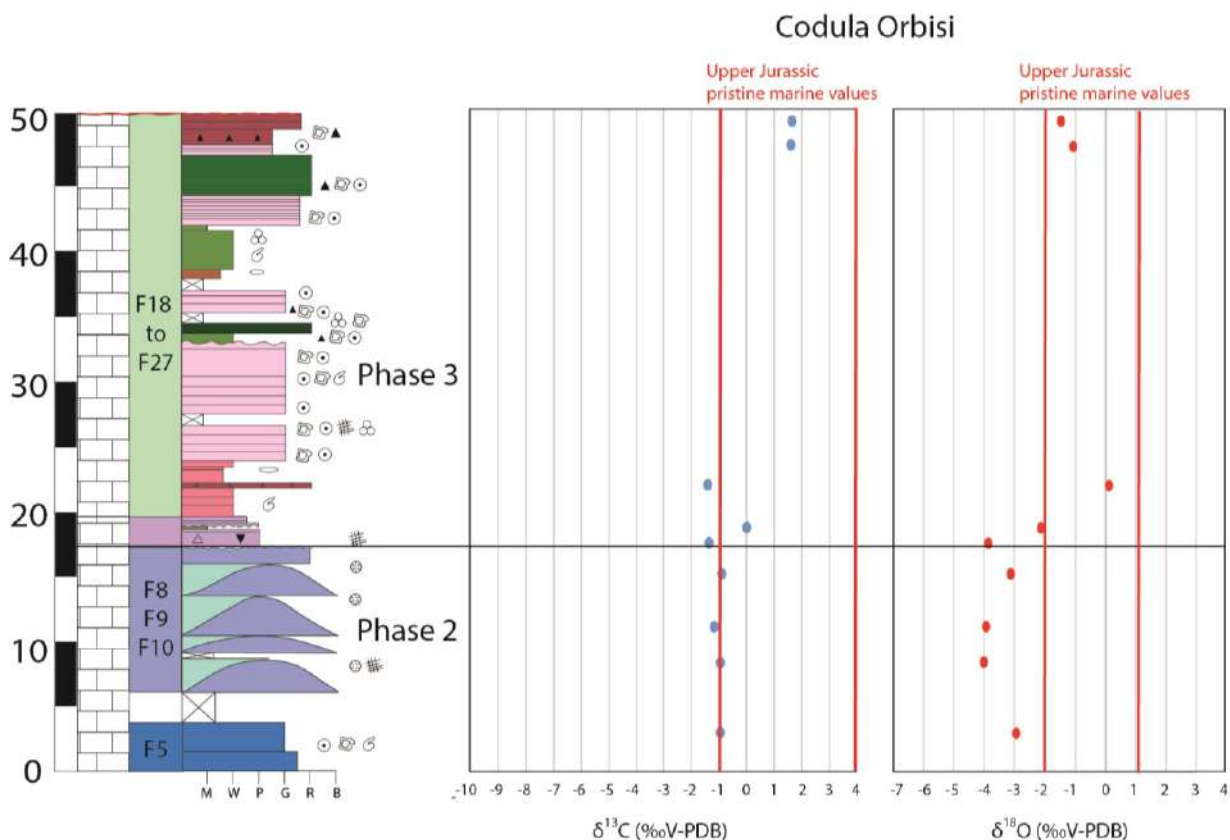 Codula Orbisi
Upper Jurassic
pristine marine values
Upper Jurassic
pristine marine values
50
40
30
20
10
0
F18
to
F27
Phase 3
F8
F9
F10
Phase 2
F5
M W P G R B
-10 -9 -8 -7 -6 -5 -4 -3 -2 -1 0 1 2 3 4
δ13C (‰V-PDB)
-7 -6 -5 -4 -3 -2 -1 0 1 2 3 4
δ18O (‰V-PDB)